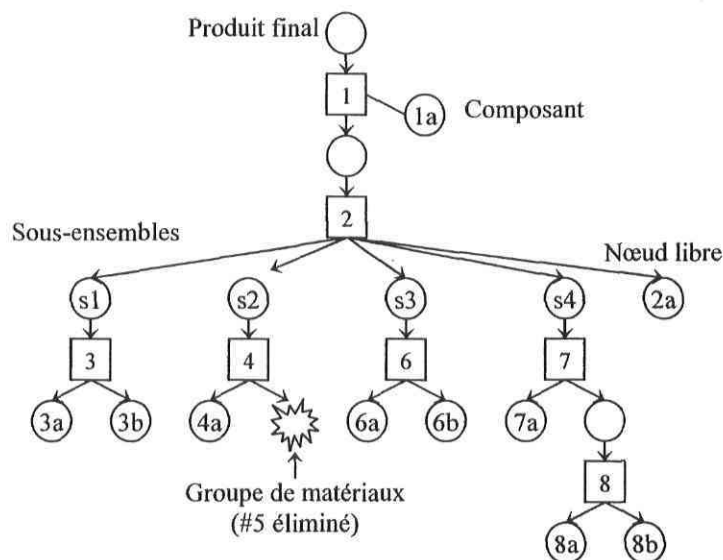 Produit final
1
1a
Composant
2
Sous-ensembles
Nœud libre
s1
s2
s3
s4
2a
3
4
6
7
3a
3b
4a
6a
6b
7a
Groupe de matériaux
(#5 éliminé)
8
8a
8b